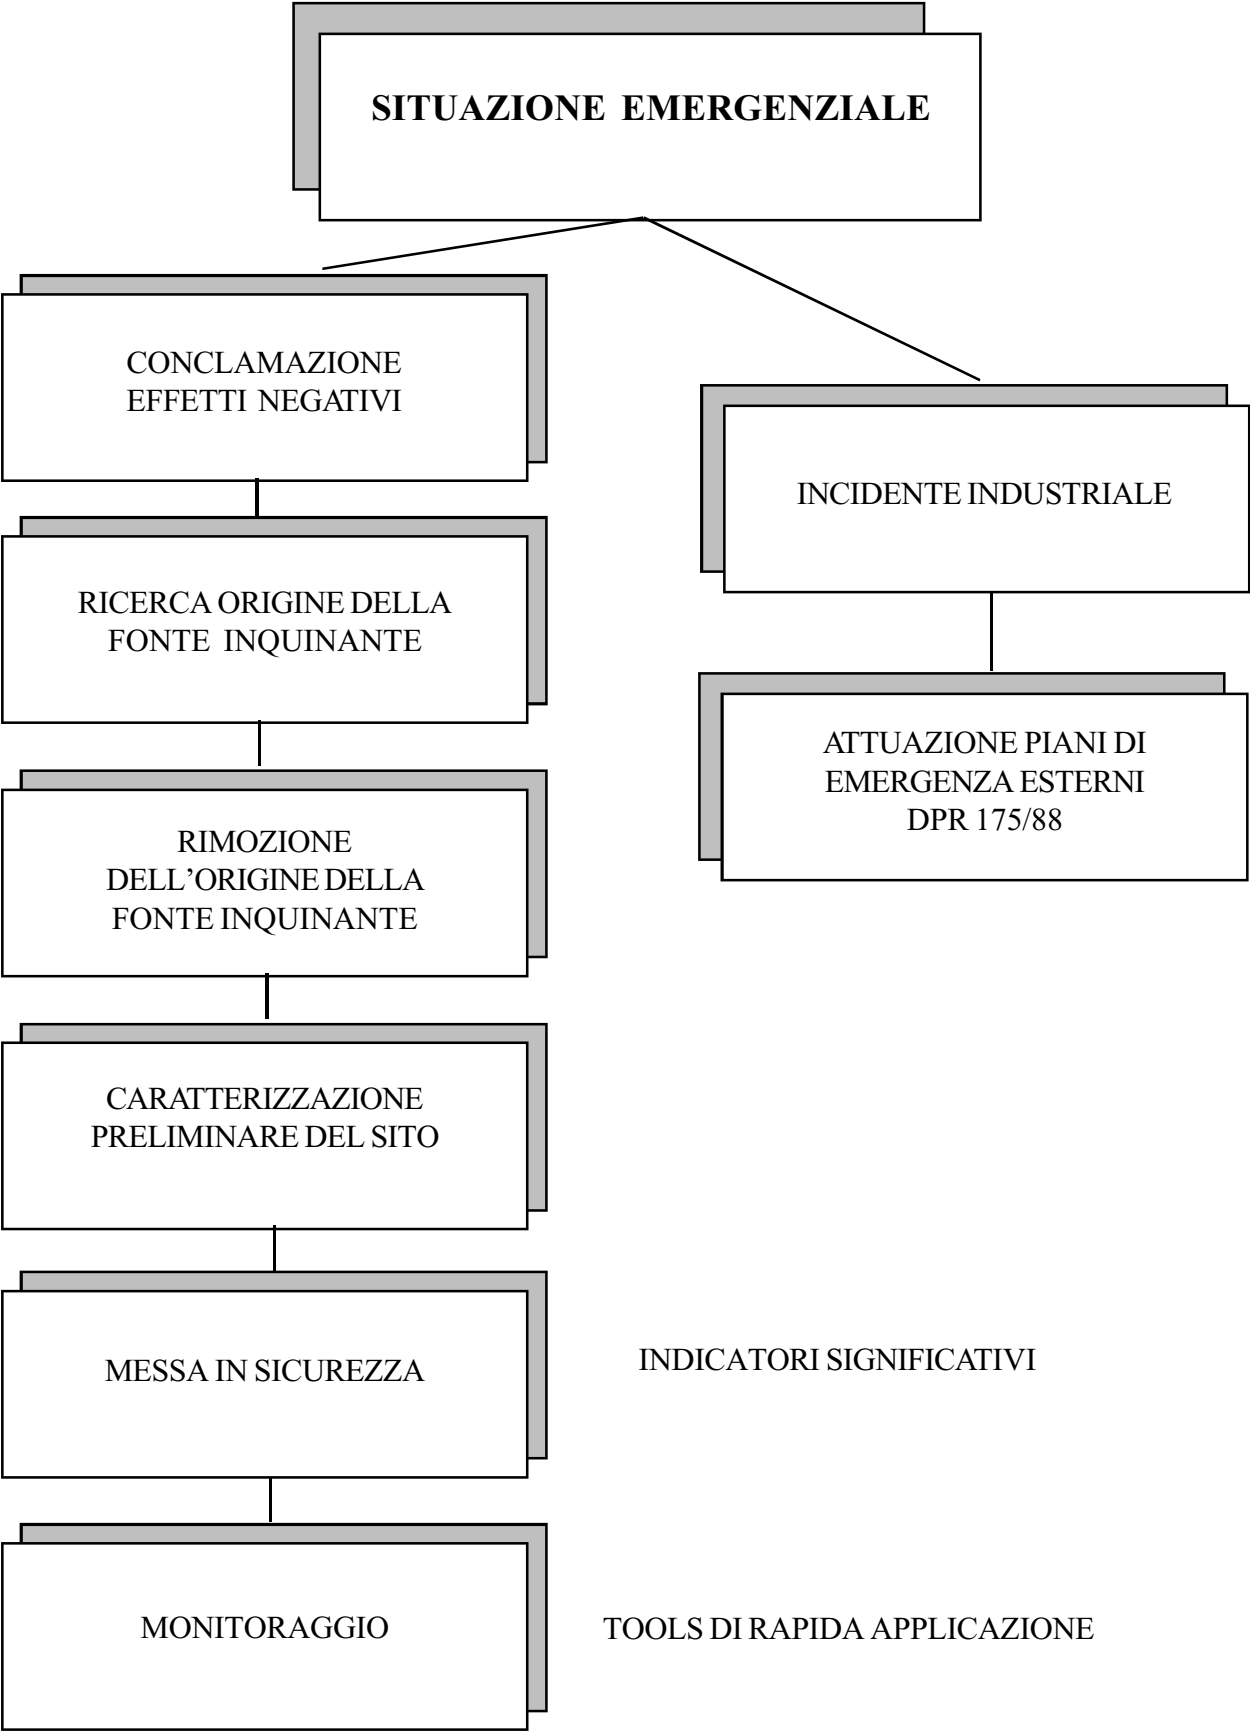 SITUAZIONE EMERGENZIALE
CONCLAMAZIONE
EFFETTI NEGATIVI
INCIDENTE INDUSTRIALE
RICERCA ORIGINE DELLA
FONTE INQUINANTE
ATTUAZIONE PIANI DI
EMERGENZA ESTERNI
DPR 175/88
RIMOZIONE
DELL’ORIGINE DELLA
FONTE INQUINANTE
CARATTERIZZAZIONE
PRELIMINARE DEL SITO
MESSA IN SICUREZZA
INDICATORI SIGNIFICATIVI
MONITORAGGIO
TOOLS DI RAPIDA APPLICAZIONE